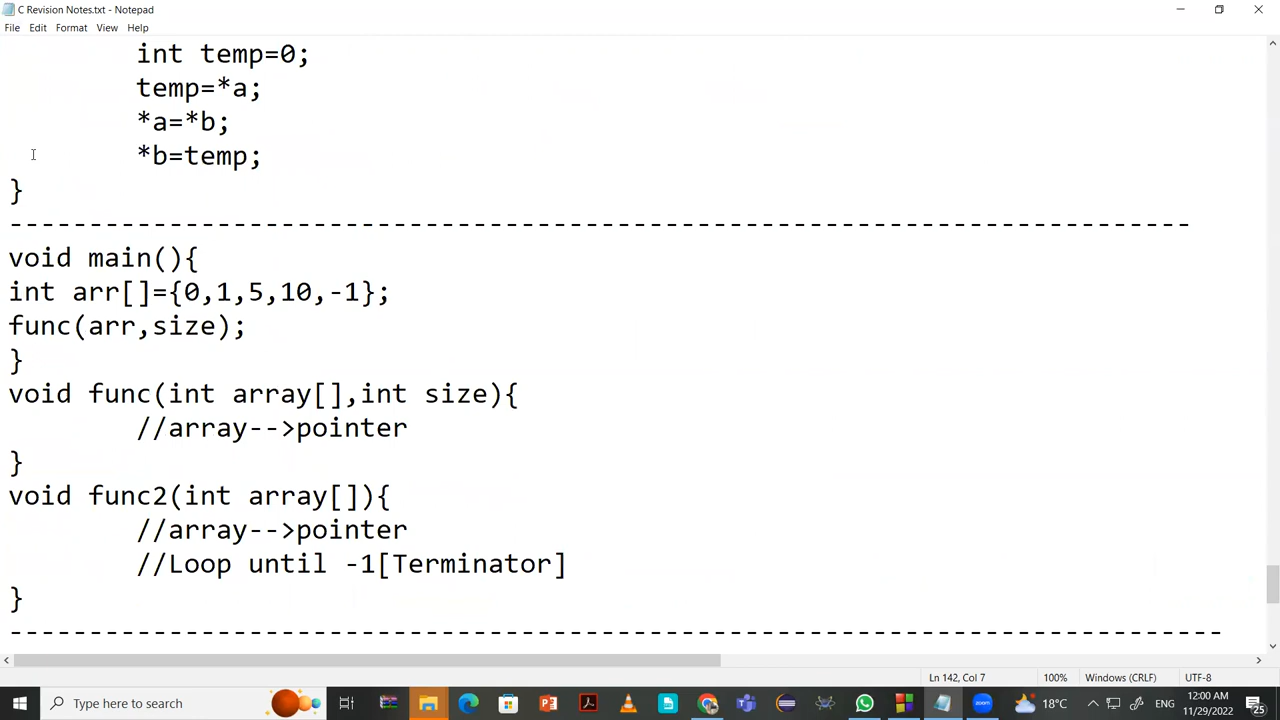 C Revision Notes.txt - Notepad
File Edit Format View Help
int temp=0;
temp=*a;
*a=*b;
*b=temp;
}
--------------------------------------------------------------------------
void main(){
int arr[]={0,1,5,10,-1};
func(arr,size);
}
void func(int array[],int size){
//array-->pointer
}
void func2(int array[]){
//array-->pointer
//Loop until -1[Terminator]
}
----------------------------------------------------------------------------
Ln 142, Col 7 100% Windows (CRLF) UTF-8
Type here to search 18°C 12:00 AM
11/29/2022 25